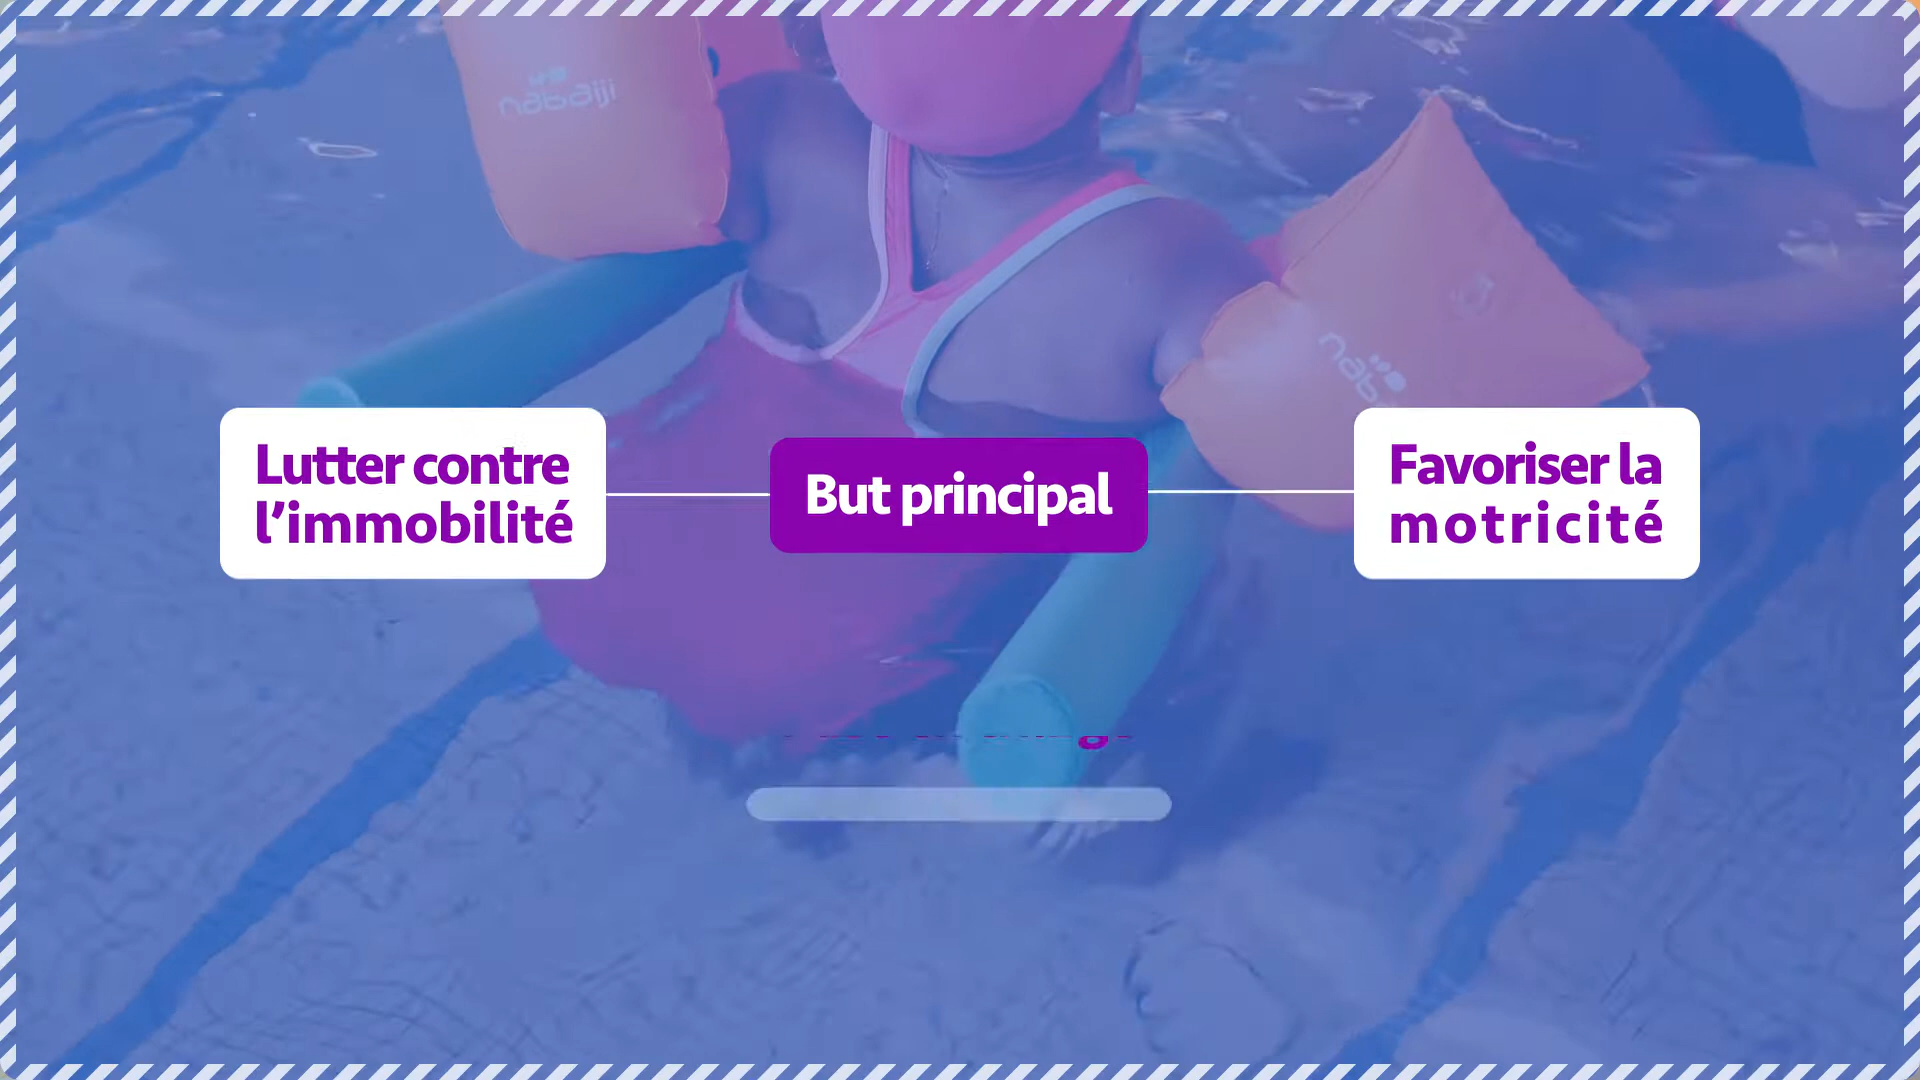 nabaiji
Lutter contre
l’immobilité
But principal
Favoriser la
motricité